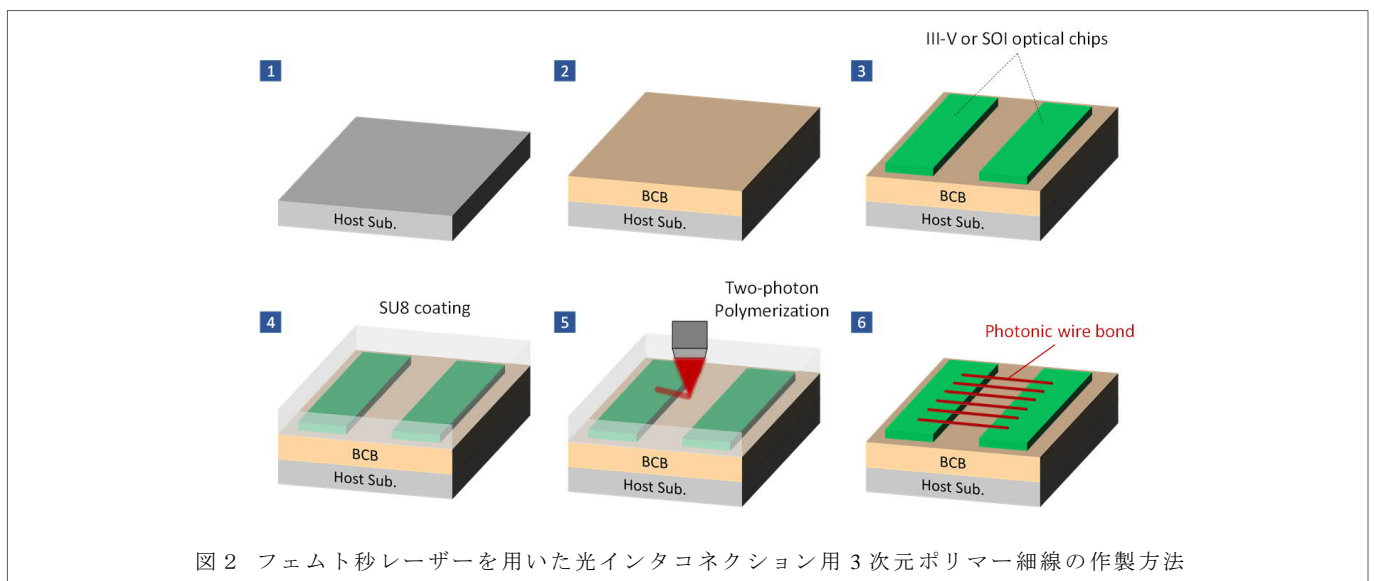 1
2
3
III-V or SOI optical chips
Host Sub.
BCB
Host Sub.
BCB
Host Sub.
4
SU8 coating
5
Two-photon
Polymerization
6
Photonic wire bond
BCB
Host Sub.
BCB
Host Sub.
BCB
Host Sub.
図2 フェムト秒レーザーを用いた光インタコネクション用3次元ポリマー細線の作製方法